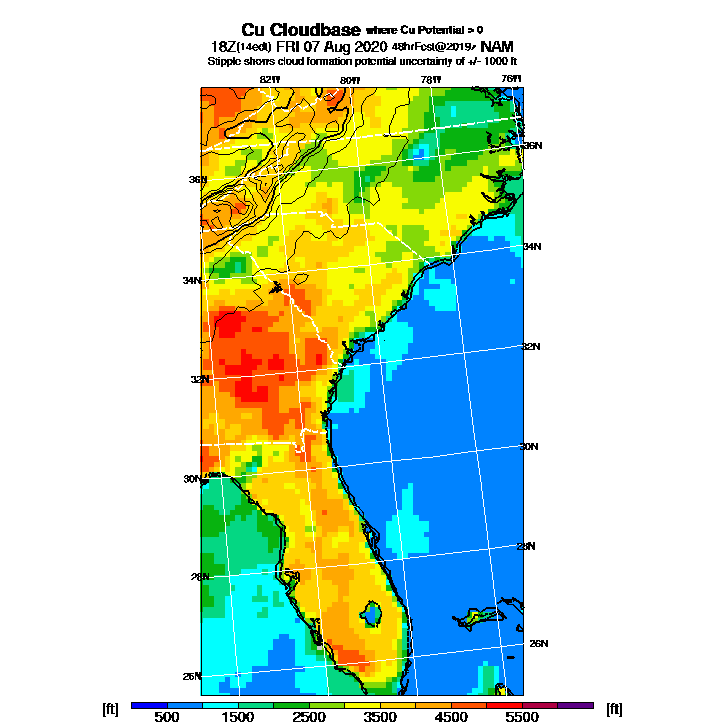 Cu Cloudbase where Cu Potential > 0
18Z(14edt) FRI 07 Aug 2020 48hrFcst@2019z NAM
Stipple shows cloud formation potential uncertainty of +/- 1000 ft
82W 80W 78W 76W
36N
36N
34N
34N
32N
32N
30N
30N
28N
28N
26N
26N
[ft] [ft]
500 1500 2500 3500 4500 5500